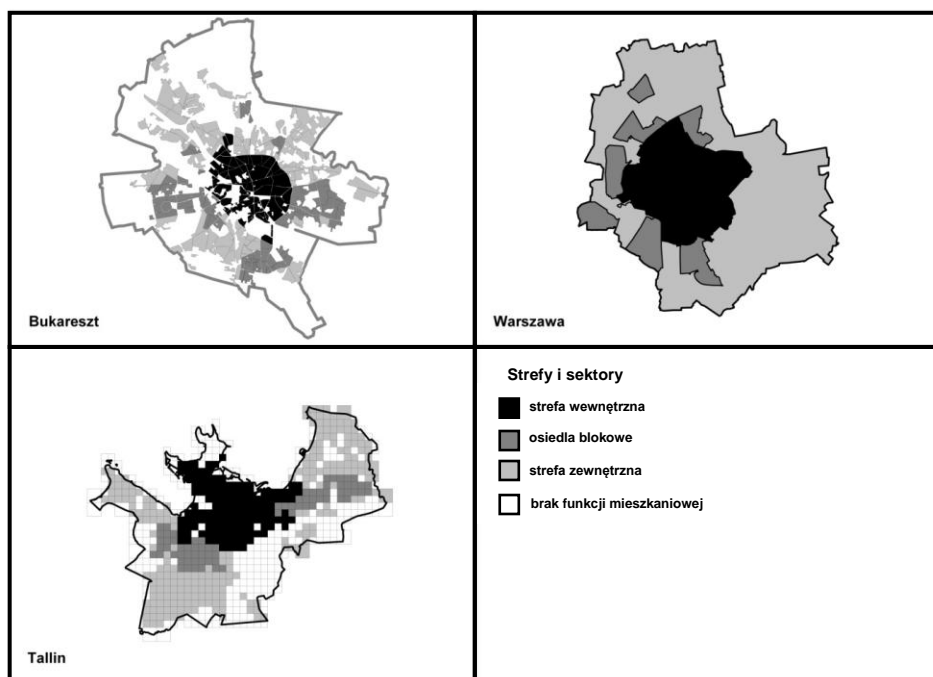 Bukareszt
Warszawa
Tallin
Strefy i sektory
strefa wewnętrzna
osiedla blokowe
strefa zewnętrzna
brak funkcji mieszkaniowej